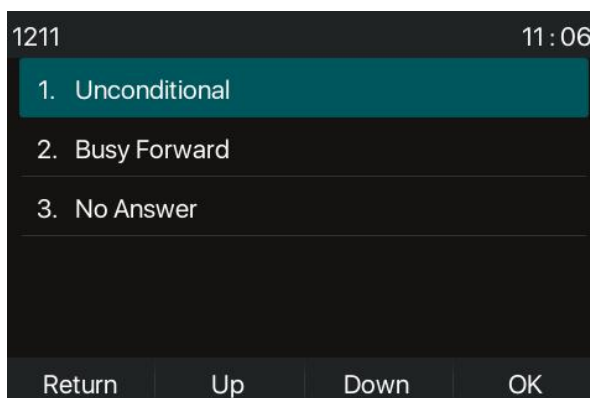 1211 11:06
1. Unconditional
2. Busy Forward
3. No Answer
Return Up Down OK